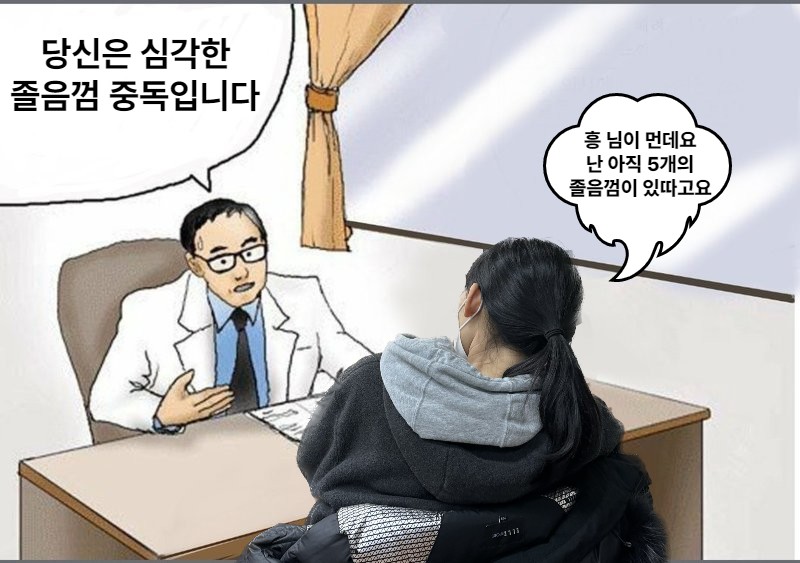 당신은 심각한
졸음껌 중독입니다
흥 님이 먼데요
난 아직 5개의
졸음껌이 있따고요